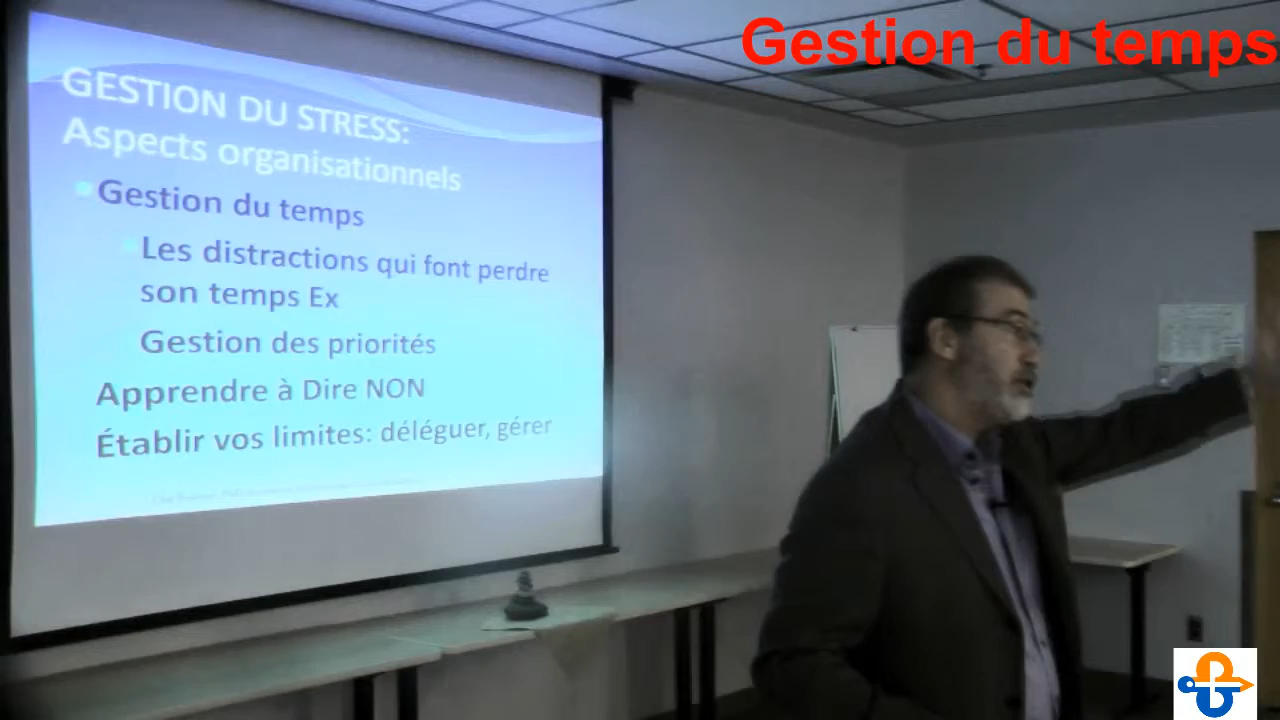 Gestion du temps
GESTION DU STRESS:
Aspects organisationnels
Gestion du temps
Les distractions qui font perdre
son temps Ex
Gestion des priorités
Apprendre à Dire NON
Établir vos limites: déléguer, gérer